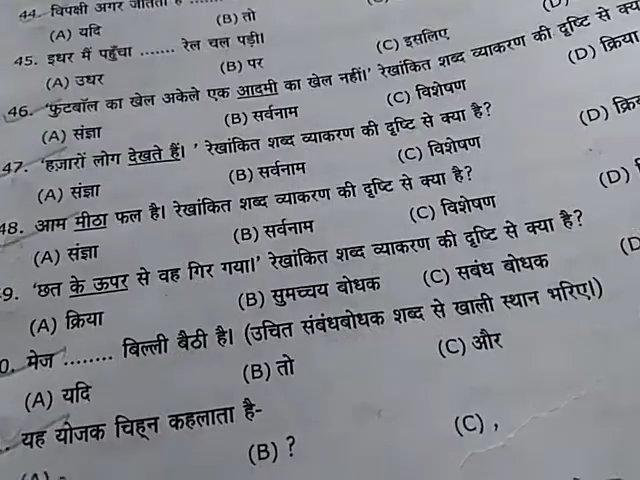 44. विपक्षी अगर जीतता है ........
(A) यदि (B) तो
45. इधर मैं पहुँचा ....... रेल चल पड़ी।
(A) उधर (B) पर (C) इसलिए (D)
46. 'फुटबॉल का खेल अकेले एक आदमी का खेल नहीं।' रेखांकित शब्द व्याकरण की दृष्टि से क्य
(A) संज्ञा (B) सर्वनाम (C) विशेषण (D) क्रिया
47. 'हज़ारों लोग देखते हैं। ' रेखांकित शब्द व्याकरण की दृष्टि से क्या है?
(A) संज्ञा (B) सर्वनाम (C) विशेषण (D) क्रि
48. आम मीठा फल है। रेखांकित शब्द व्याकरण की दृष्टि से क्या है?
(A) संज्ञा (B) सर्वनाम (C) विशेषण (D)
9. 'छत के ऊपर से वह गिर गया।' रेखांकित शब्द व्याकरण की दृष्टि से क्या है?
(A) क्रिया (B) सुमच्चय बोधक (C) सबंध बोधक (D
0. मेज ........ बिल्ली बैठी है। (उचित संबंधबोधक शब्द से खाली स्थान भरिए।)
(A) यदि (B) तो (C) और
. यह योजक चिह्न कहलाता है-
(A) - (B) ? (C) ,